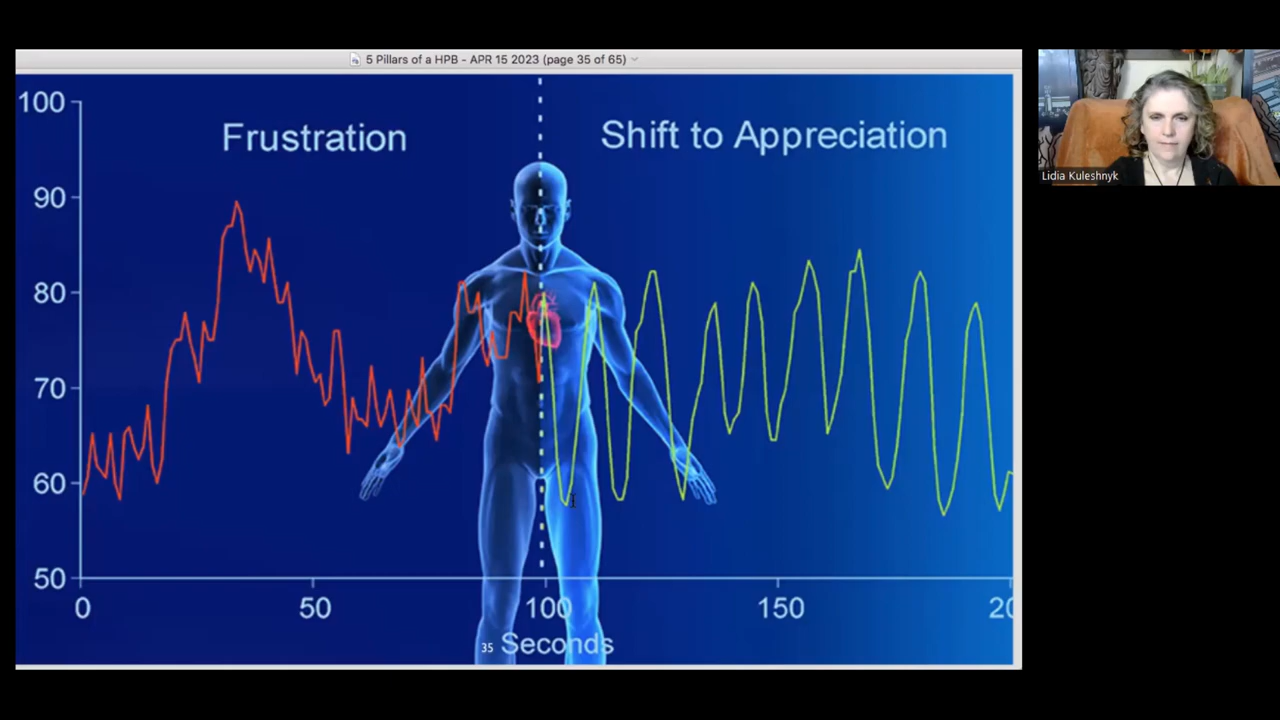 5 Pillars of a HPB - APR 15 2023 (page 35 of 65)
Lidia Kuleshnyk
Frustration
Shift to Appreciation
100
90
80
70
60
50
0
50
100
150
20
35
Seconds